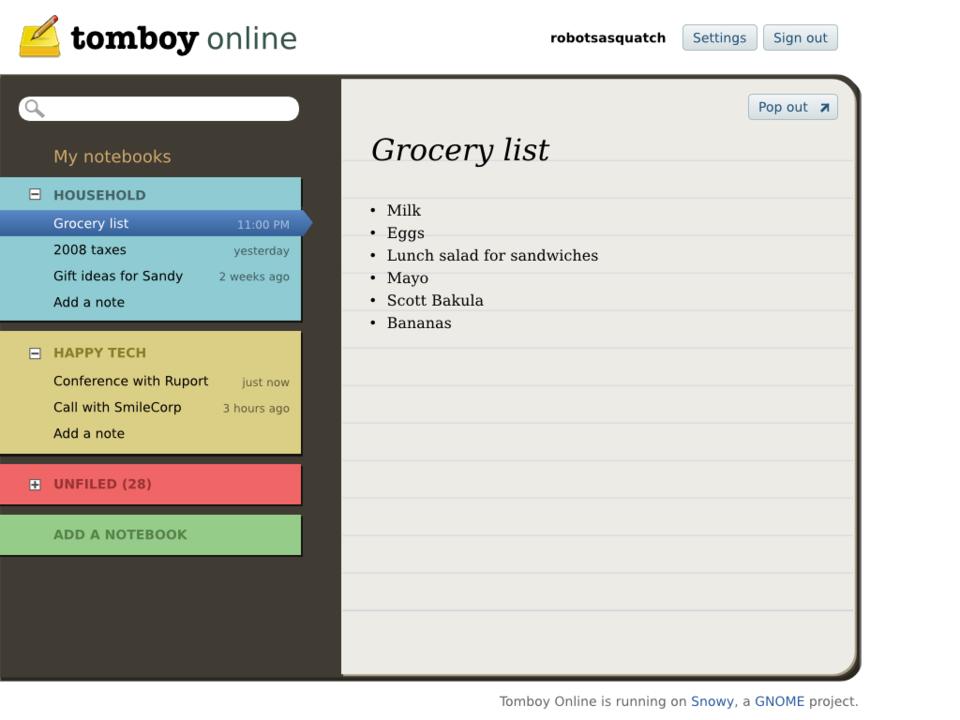 tomboy online
robotsasquatch Settings Sign out
My notebooks
HOUSEHOLD
Grocery list 11:00 PM
2008 taxes yesterday
Gift ideas for Sandy 2 weeks ago
Add a note
HAPPY TECH
Conference with Ruport just now
Call with SmileCorp 3 hours ago
Add a note
UNFILED (28)
ADD A NOTEBOOK
Pop out
Grocery list
• Milk
• Eggs
• Lunch salad for sandwiches
• Mayo
• Scott Bakula
• Bananas
Tomboy Online is running on Snowy, a GNOME project.